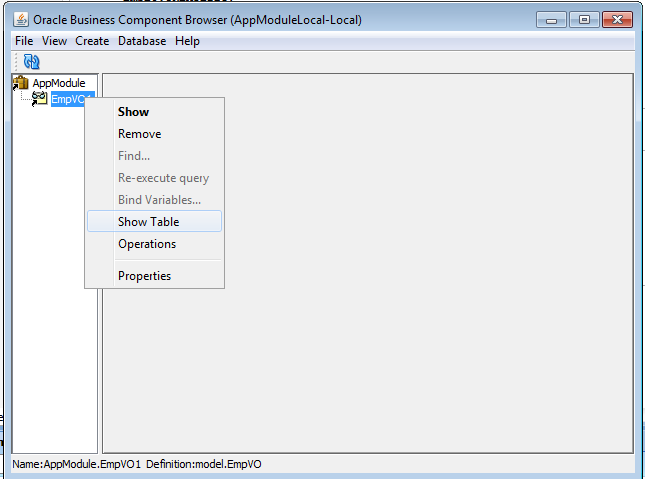 Oracle Business Component Browser (AppModuleLocal-Local)
File View Create Database Help
AppModule
EmpVO1
Show
Remove
Find...
Re-execute query
Bind Variables...
Show Table
Operations
Properties
Name:AppModule.EmpVO1 Definition:model.EmpVO